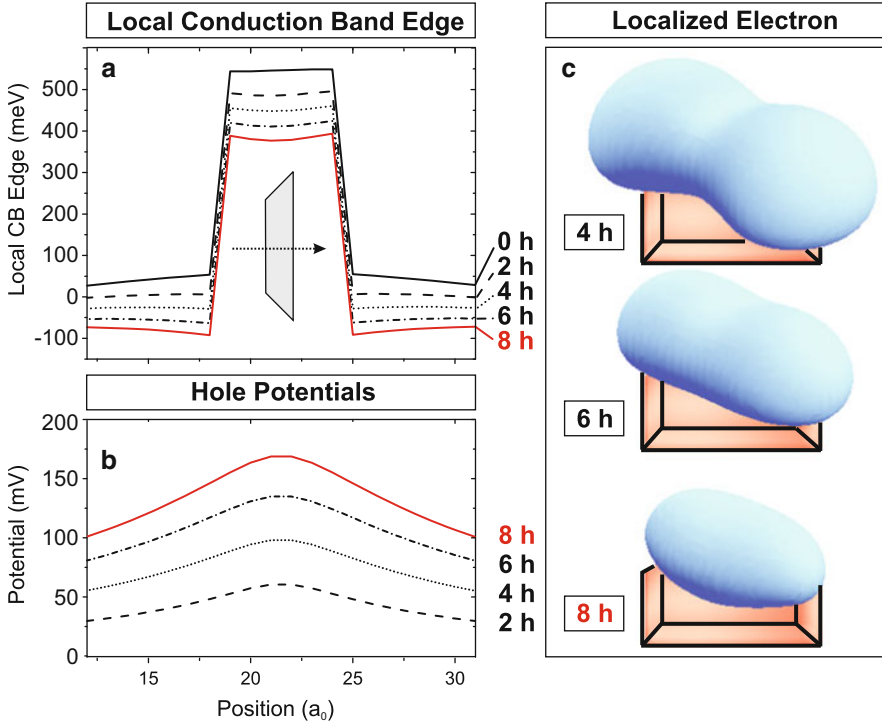 Local Conduction Band Edge
Localized Electron
a
500
400
300
200
100
0
-100
Local CB Edge (meV)
0 h
2 h
4 h
6 h
8 h
Hole Potentials
b
200
150
100
50
0
Potential (mV)
8 h
6 h
4 h
2 h
15
20
25
30
Position (a₀)
c
4 h
6 h
8 h